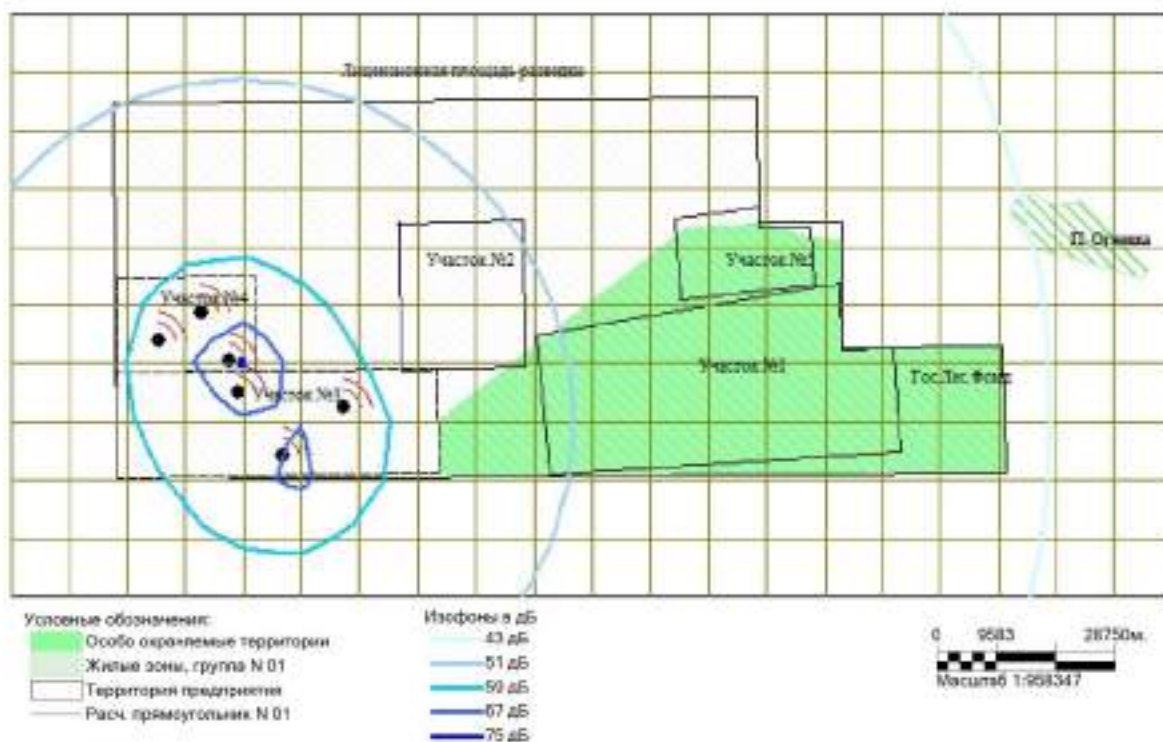 Лицензионная площадь разведки
П. Огневка
Участок №2
Участок №5
Участок №4
Участок №1
Гос. Лес. Фонд
Участок №3
Условные обозначения:
Особо охраняемые территории
Жилые зоны, группа N 01
Территория предприятия
Расч. прямоугольник N 01
Изофоны в дБ
43 дБ
51 дБ
59 дБ
67 дБ
75 дБ
0 9583 28750м.
Масштаб 1:958347